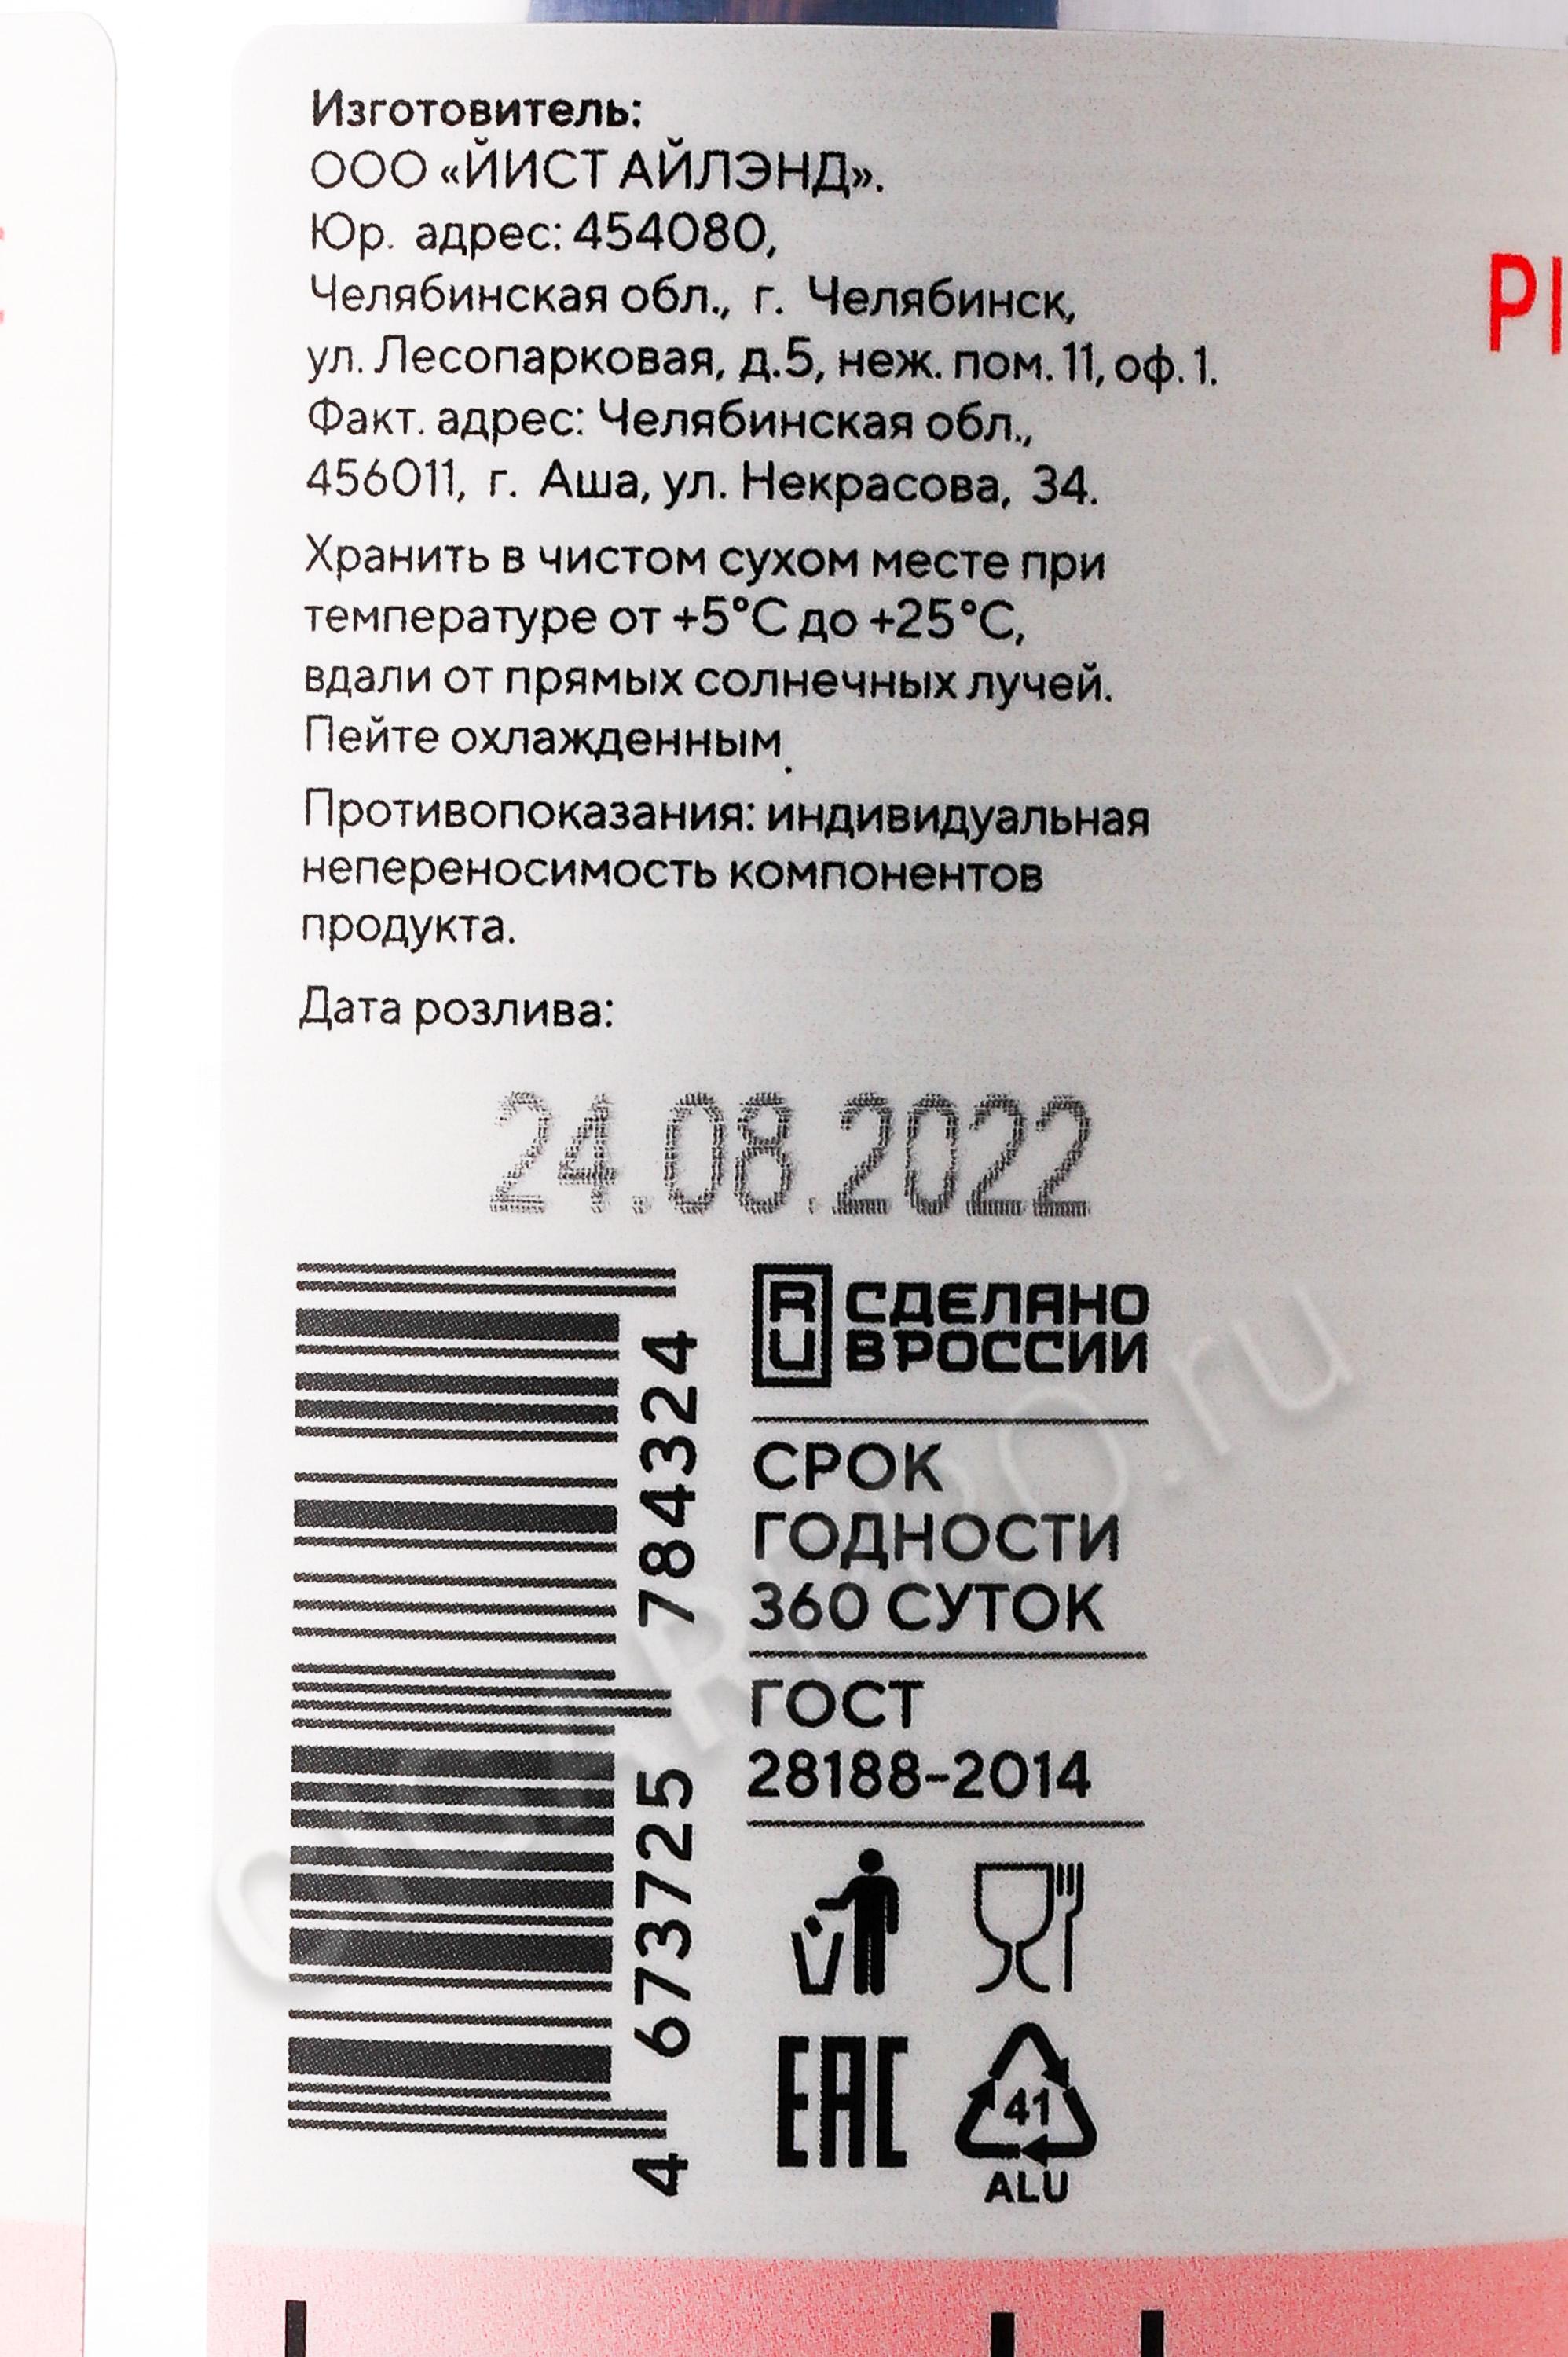 Изготовитель:
ООО «ЙИСТ АЙЛЭНД».
Юр. адрес: 454080,
Челябинская обл., г. Челябинск,
ул. Лесопарковая, д.5, неж. пом. 11, оф. 1.
Факт. адрес: Челябинская обл.,
456011, г. Аша, ул. Некрасова, 34.
Хранить в чистом сухом месте при
температуре от +5°C до +25°C,
вдали от прямых солнечных лучей.
Пейте охлажденным.
Противопоказания: индивидуальная
непереносимость компонентов
продукта.
Дата розлива:
24.08.2022
4 673725 784324
RU
СДЕЛАНО
В РОССИИ
СРОК
ГОДНОСТИ
360 СУТОК
ГОСТ
28188-2014
EAC
41
ALU
PI